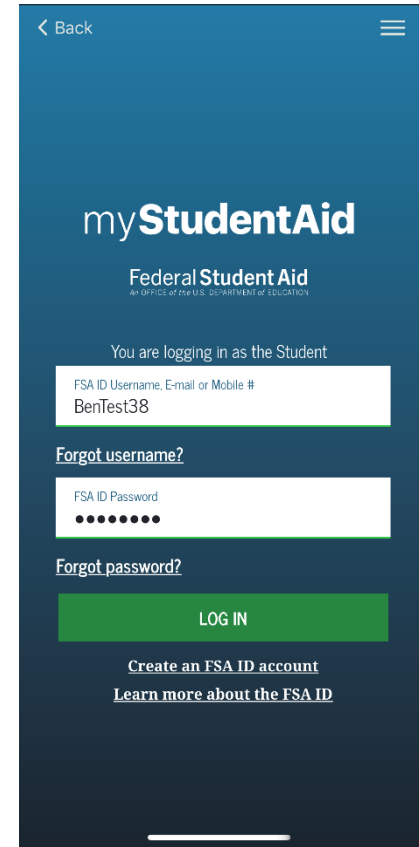 Back
myStudentAid
Federal Student Aid
An OFFICE of the U.S. DEPARTMENT of EDUCATION
You are logging in as the Student
FSA ID Username, E-mail or Mobile #
BenTest38
Forgot username?
FSA ID Password
●●●●●●●●
Forgot password?
LOG IN
Create an FSA ID account
Learn more about the FSA ID